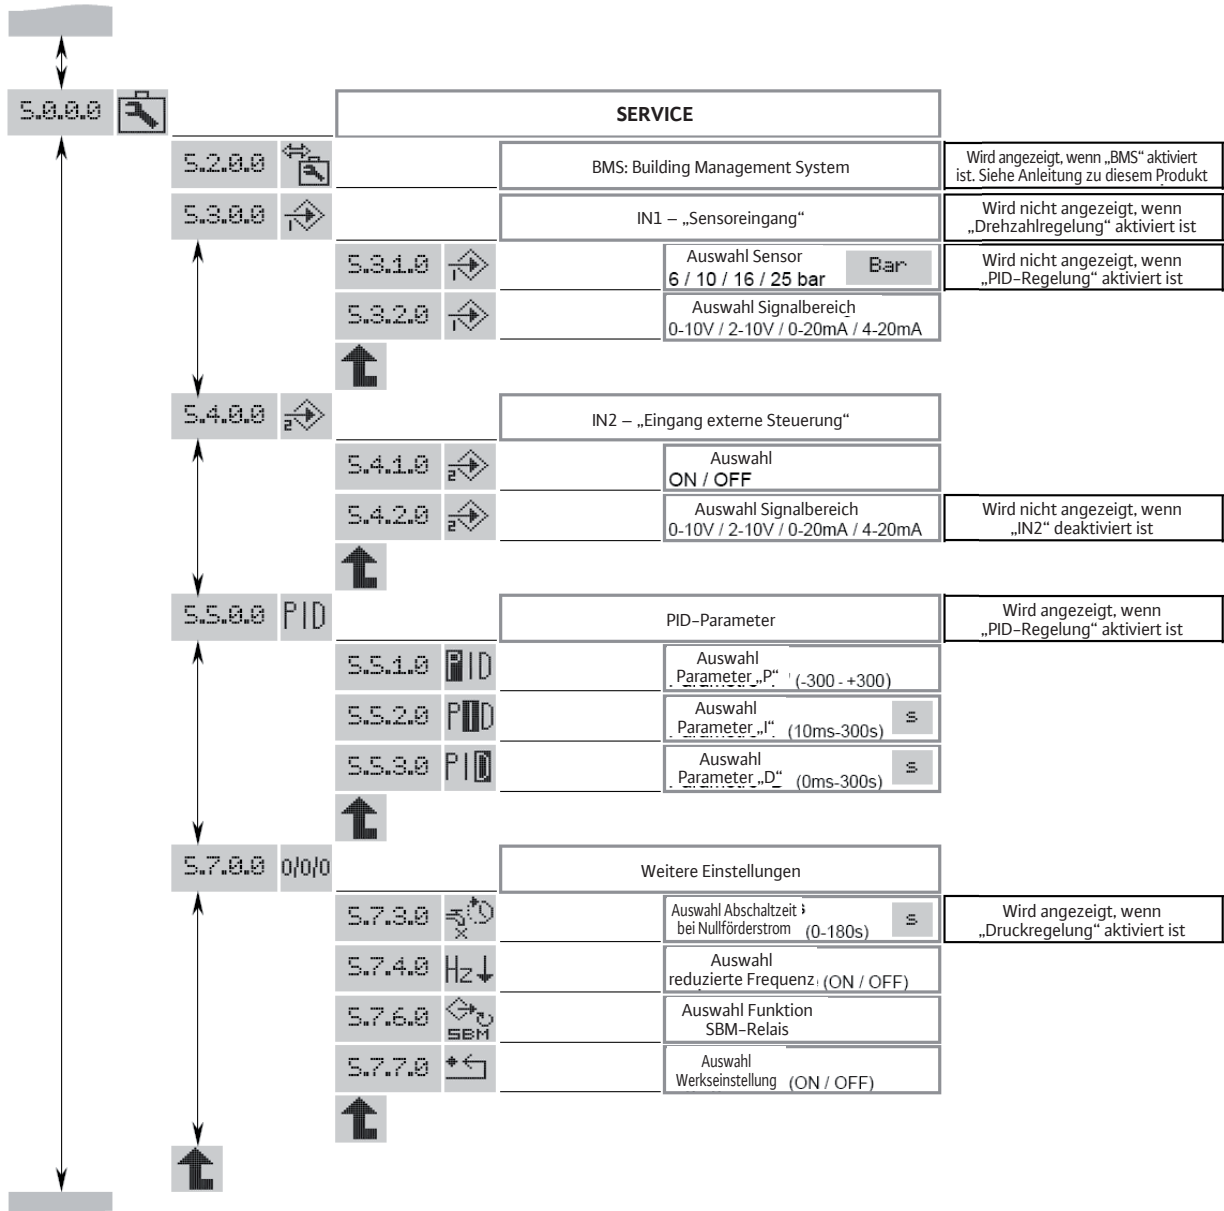 5.0.0.0
SERVICE
5.2.0.0
BMS: Building Management System
Wird angezeigt, wenn „BMS“ aktiviert
ist. Siehe Anleitung zu diesem Produkt
5.3.0.0
1
IN1 – „Sensoreingang“
Wird nicht angezeigt, wenn
„Drehzahlregelung“ aktiviert ist
5.3.1.0
1
Auswahl Sensor
6 / 10 / 16 / 25 bar
Bar
Wird nicht angezeigt, wenn
„PID-Regelung“ aktiviert ist
5.3.2.0
1
Auswahl Signalbereich
0-10V / 2-10V / 0-20mA / 4-20mA
5.4.0.0
2
IN2 – „Eingang externe Steuerung“
5.4.1.0
2
Auswahl
ON / OFF
5.4.2.0
2
Auswahl Signalbereich
0-10V / 2-10V / 0-20mA / 4-20mA
Wird nicht angezeigt, wenn
„IN2“ deaktiviert ist
5.5.0.0
PID
PID-Parameter
Wird angezeigt, wenn
„PID-Regelung“ aktiviert ist
5.5.1.0
PID
Auswahl
Parameter „P“ (-300 - +300)
5.5.2.0
PID
Auswahl
Parameter „I“ (10ms-300s)
s
5.5.3.0
PID
Auswahl
Parameter „D“ (0ms-300s)
s
5.7.0.0
0/0/0
Weitere Einstellungen
5.7.3.0
Auswahl Abschaltzeit
bei Nullförderstrom (0-180s)
s
Wird angezeigt, wenn
„Druckregelung“ aktiviert ist
5.7.4.0
Hz
Auswahl
reduzierte Frequenz (ON / OFF)
5.7.6.0
SBM
Auswahl Funktion
SBM-Relais
5.7.7.0
Auswahl
Werkseinstellung (ON / OFF)